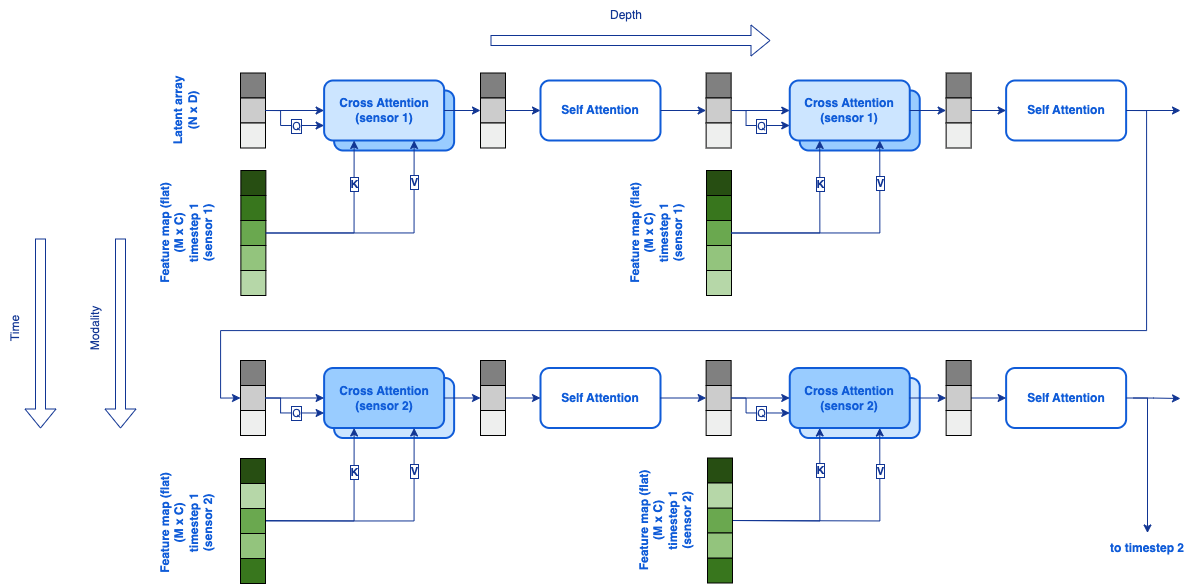 Depth
Latent array
(N x D)
Q
Cross Attention
(sensor 1)
Self Attention
Q
Cross Attention
(sensor 1)
Self Attention
Feature map (flat)
(M x C)
timestep 1
(sensor 1)
K
V
Feature map (flat)
(M x C)
timestep 1
(sensor 1)
K
V
Time
Modality
Q
Cross Attention
(sensor 2)
Self Attention
Q
Cross Attention
(sensor 2)
Self Attention
Feature map (flat)
(M x C)
timestep 1
(sensor 2)
K
V
Feature map (flat)
(M x C)
timestep 1
(sensor 2)
K
V
to timestep 2